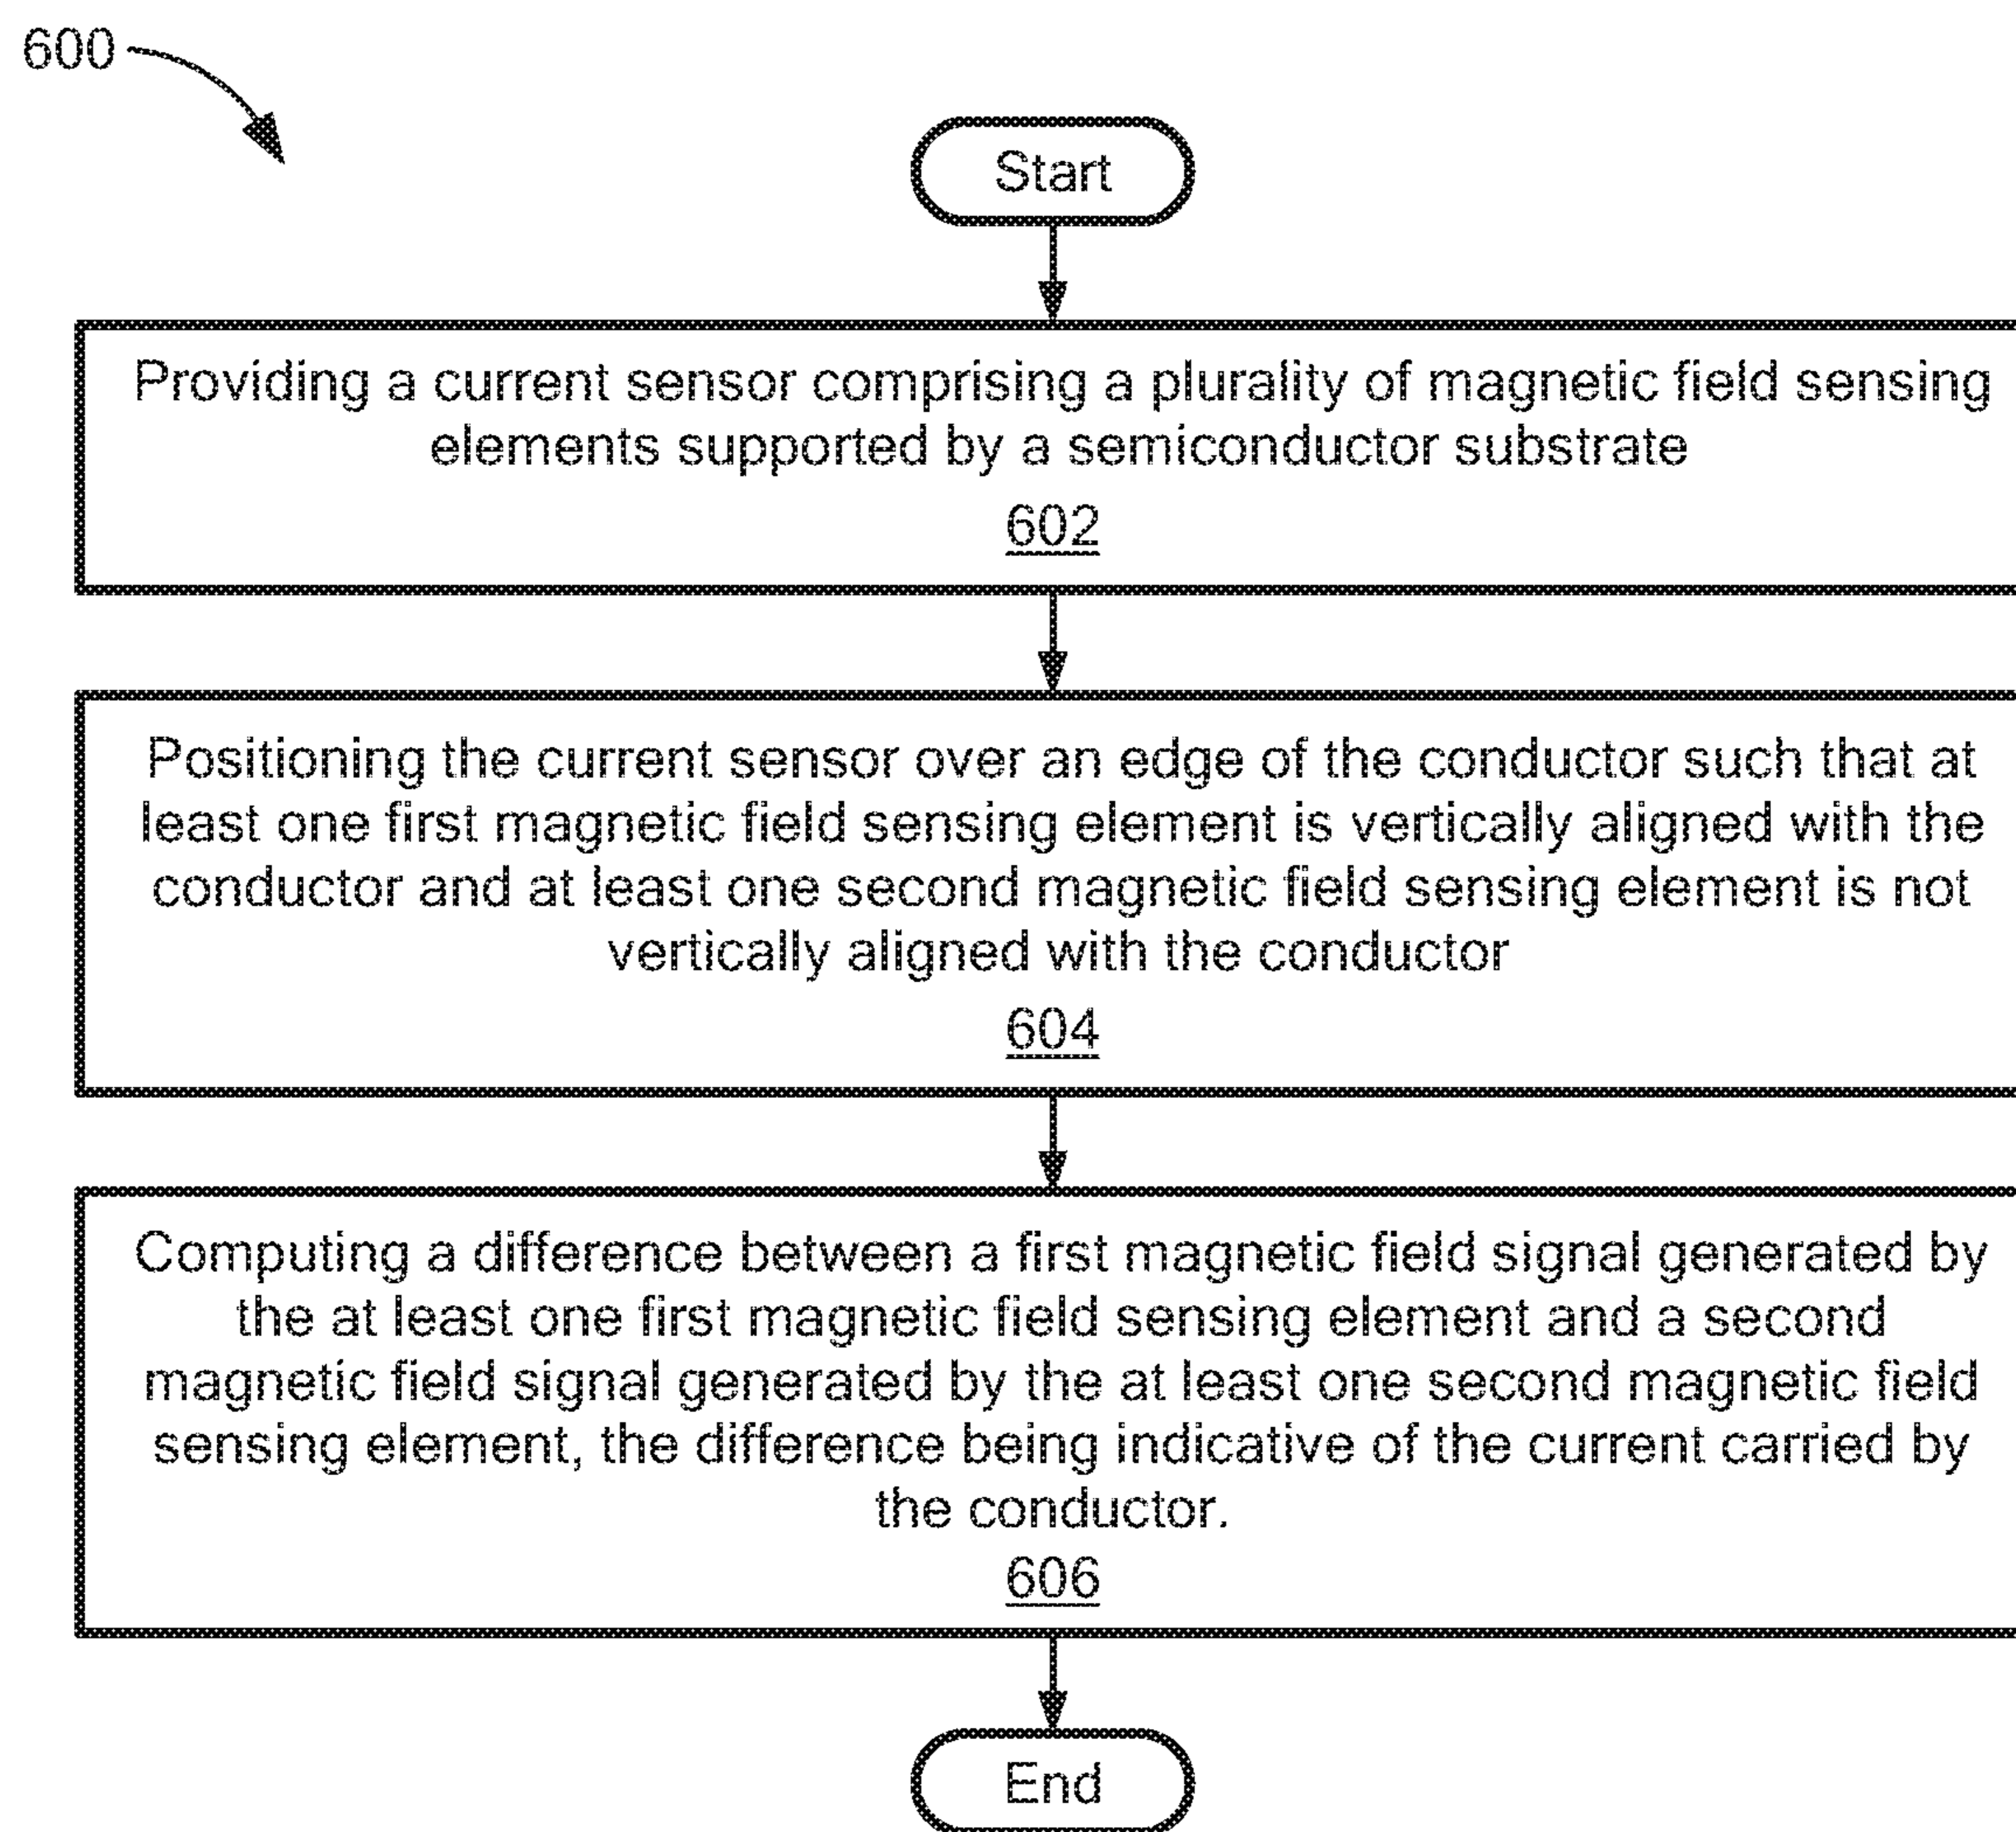 600
Start
Providing a current sensor comprising a plurality of magnetic field sensing
elements supported by a semiconductor substrate
602
Positioning the current sensor over an edge of the conductor such that at
least one first magnetic field sensing element is vertically aligned with the
conductor and at least one second magnetic field sensing element is not
vertically aligned with the conductor
604
Computing a difference between a first magnetic field signal generated by
the at least one first magnetic field sensing element and a second
magnetic field signal generated by the at least one second magnetic field
sensing element, the difference being indicative of the current carried by
the conductor.
606
End